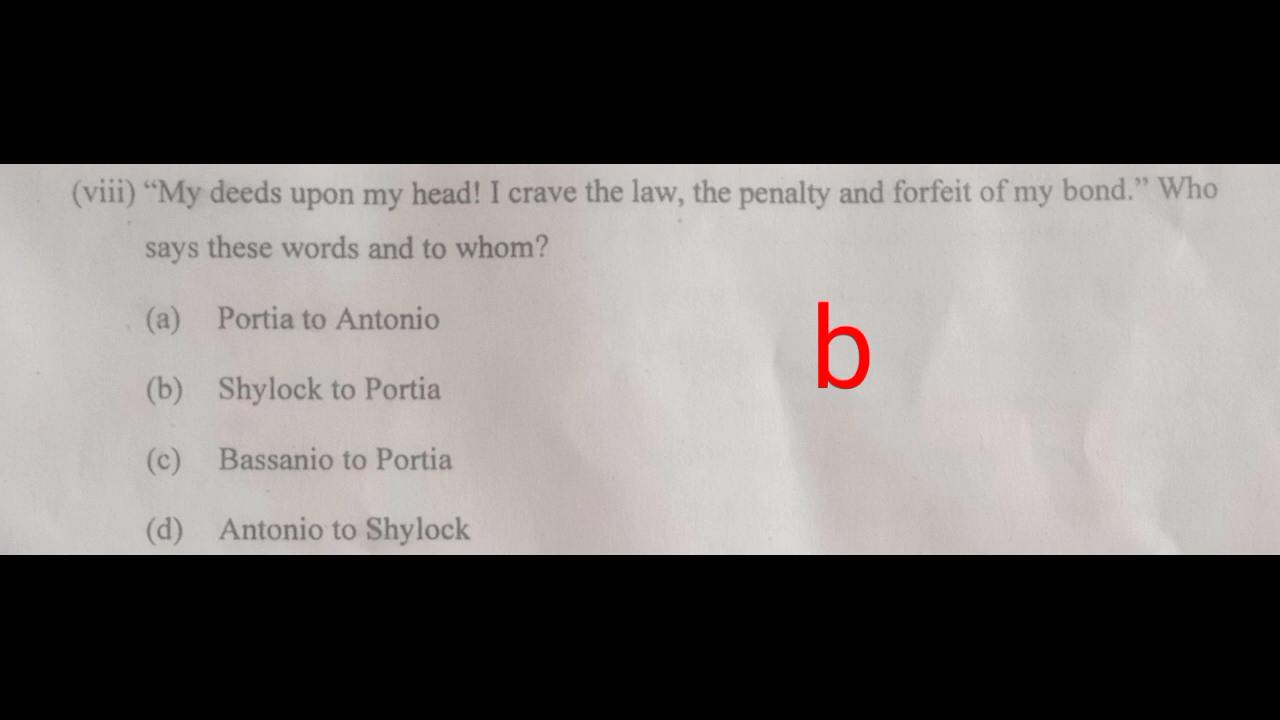 (viii) “My deeds upon my head! I crave the law, the penalty and forfeit of my bond.” Who
says these words and to whom?
(a) Portia to Antonio
b
(b) Shylock to Portia
(c) Bassanio to Portia
(d) Antonio to Shylock